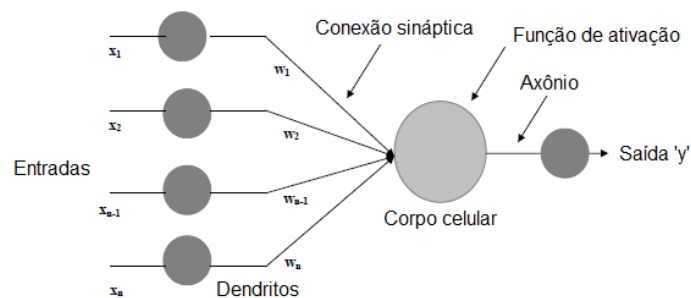 Conexão sináptica
Função de ativação
Axônio
x1
w1
x2
w2
Entradas
Saída 'y'
xn-1
wn-1
Corpo celular
xn
wn
Dendritos